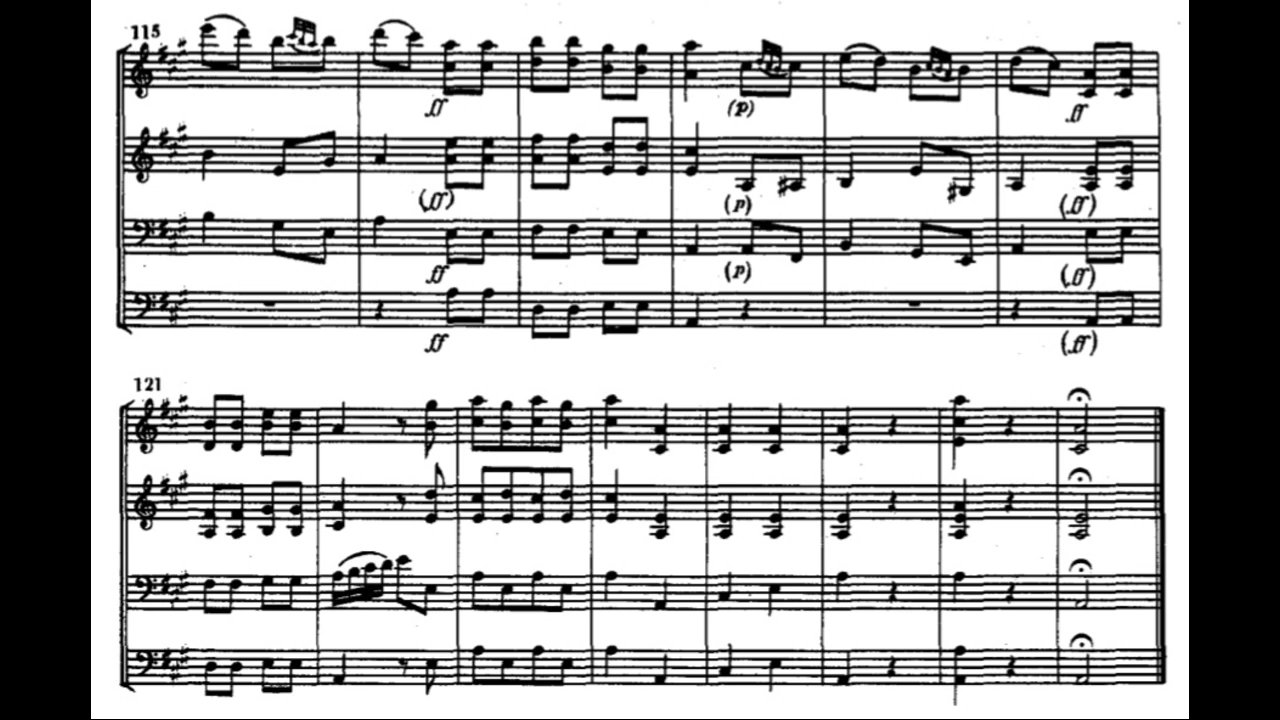 115
ff (p) ff
(ff) (p) (ff)
ff (p) (ff)
ff (ff)
121